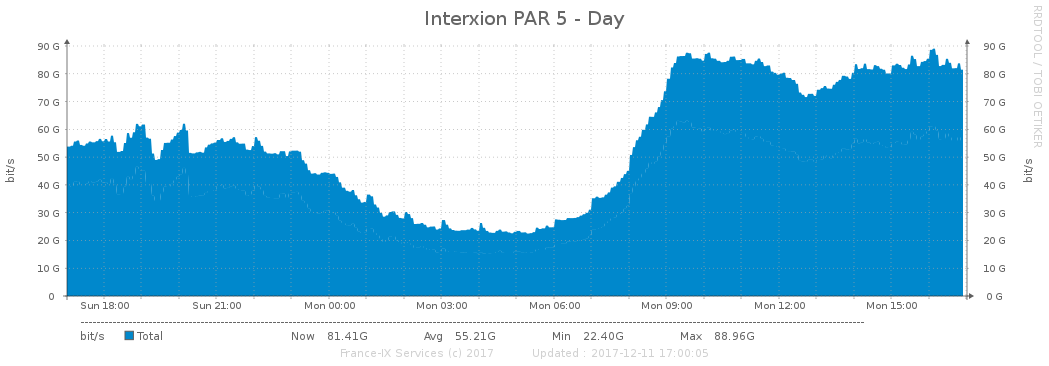 Interxion PAR 5 - Day
RRDTOOL / TOBI OETIKER
90 G 90 G
80 G 80 G
70 G 70 G
60 G 60 G
50 G 50 G
40 G 40 G
30 G 30 G
20 G 20 G
10 G 10 G
0 0 G
bit/s
bit/s
Sun 18:00 Sun 21:00 Mon 00:00 Mon 03:00 Mon 06:00 Mon 09:00 Mon 12:00 Mon 15:00
bit/s Total Now 81.41G Avg 55.21G Min 22.40G Max 88.96G
France-IX Services (c) 2017 Updated : 2017-12-11 17:00:05